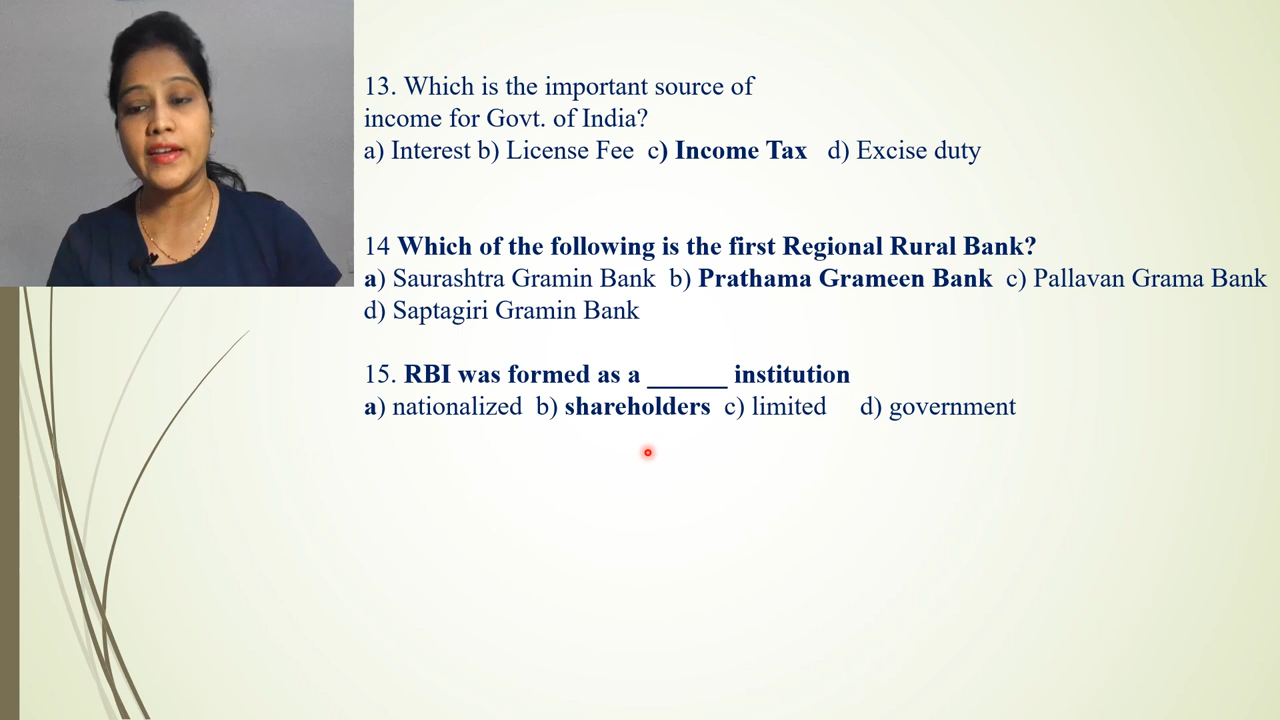 13. Which is the important source of
income for Govt. of India?
a) Interest b) License Fee c) Income Tax d) Excise duty
14 Which of the following is the first Regional Rural Bank?
a) Saurashtra Gramin Bank b) Prathama Grameen Bank c) Pallavan Grama Bank
d) Saptagiri Gramin Bank
15. RBI was formed as a ______ institution
a) nationalized b) shareholders c) limited d) government